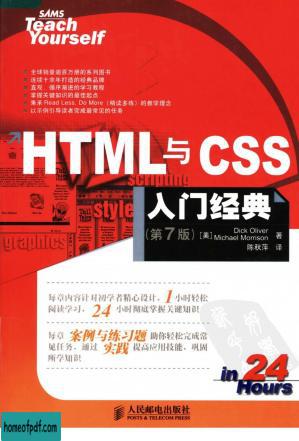 SAMS
Teach
Yourself
全球销量逾百万册的系列图书
连续十余年打造的经典品牌
直观、循序渐进的学习教程
掌握关键知识的最佳起点
秉承Read Less, Do More（精读多练）的教学理念
以示例引导读者完成最常见的任务
HTML与CSS
入门经典
（第7版）
[美] Dick Oliver
Michael Morrison 著
陈秋萍 译
scripting
styles
graphics
每章内容针对初学者精心设计，1小时轻松
阅读学习，24小时彻底掌握关键知识
每章案例与练习题助你轻松完成常
见任务，通过实践提高应用技能，巩固
所学知识
in 24
Hours
homeofpdf.com
人民邮电出版社
POSTS & TELECOM PRESS